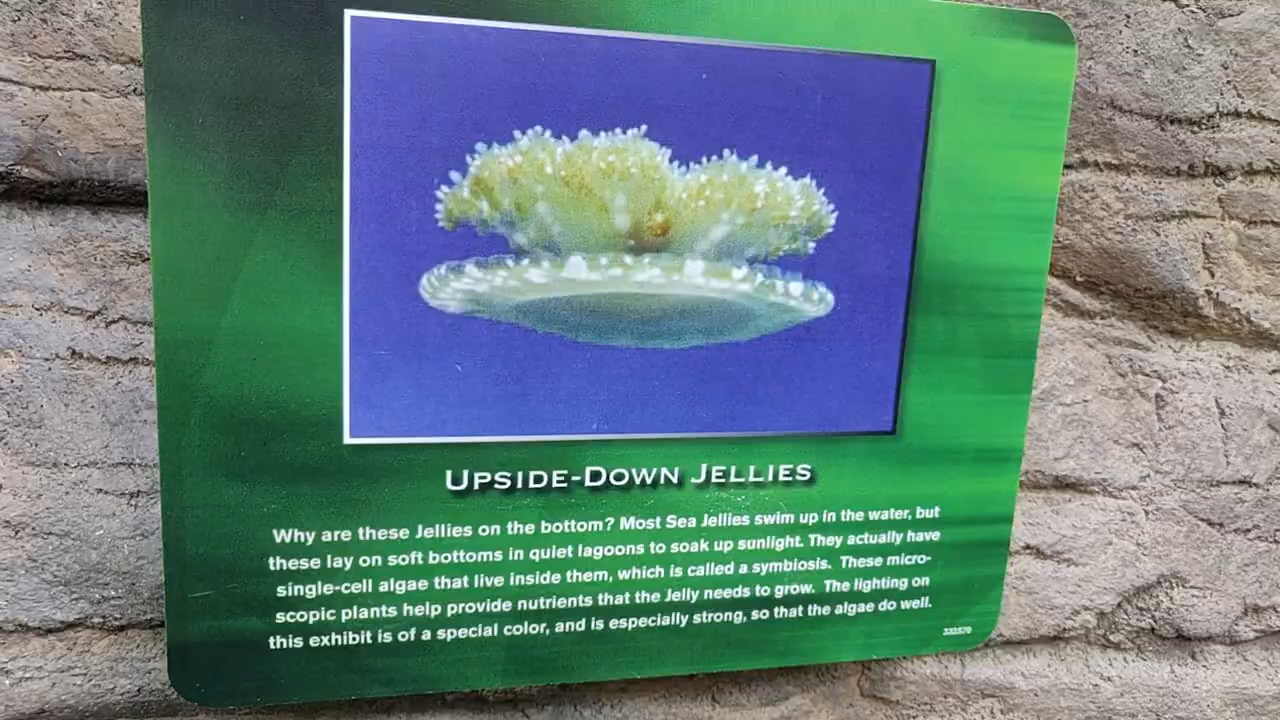 UPSIDE-DOWN JELLIES
Why are these Jellies on the bottom? Most Sea Jellies swim up in the water, but
these lay on soft bottoms in quiet lagoons to soak up sunlight. They actually have
single-cell algae that live inside them, which is called a symbiosis. These micro-
scopic plants help provide nutrients that the Jelly needs to grow. The lighting on
this exhibit is of a special color, and is especially strong, so that the algae do well.
332570